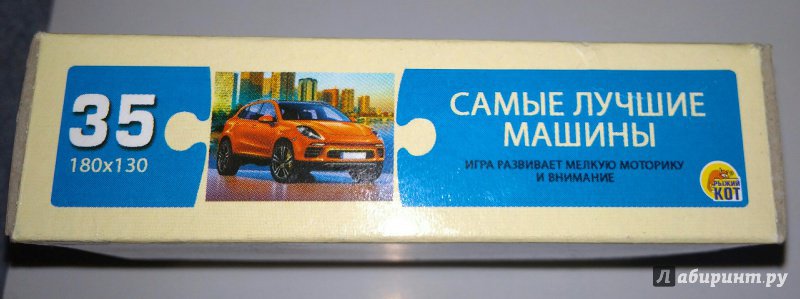 35
180x130
САМЫЕ ЛУЧШИЕ
МАШИНЫ
ИГРА РАЗВИВАЕТ МЕЛКУЮ МОТОРИКУ
И ВНИМАНИЕ
РЫЖИЙ
КОТ
Лабиринт.ру